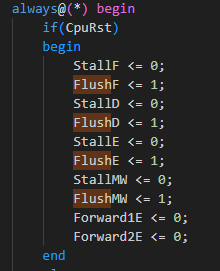 always@(*) begin
if(CpuRst)
begin
StallF <= 0;
FlushF <= 1;
StallD <= 0;
FlushD <= 1;
StallE <= 0;
FlushE <= 1;
StallMW <= 0;
FlushMW <= 1;
Forward1E <= 0;
Forward2E <= 0;
end